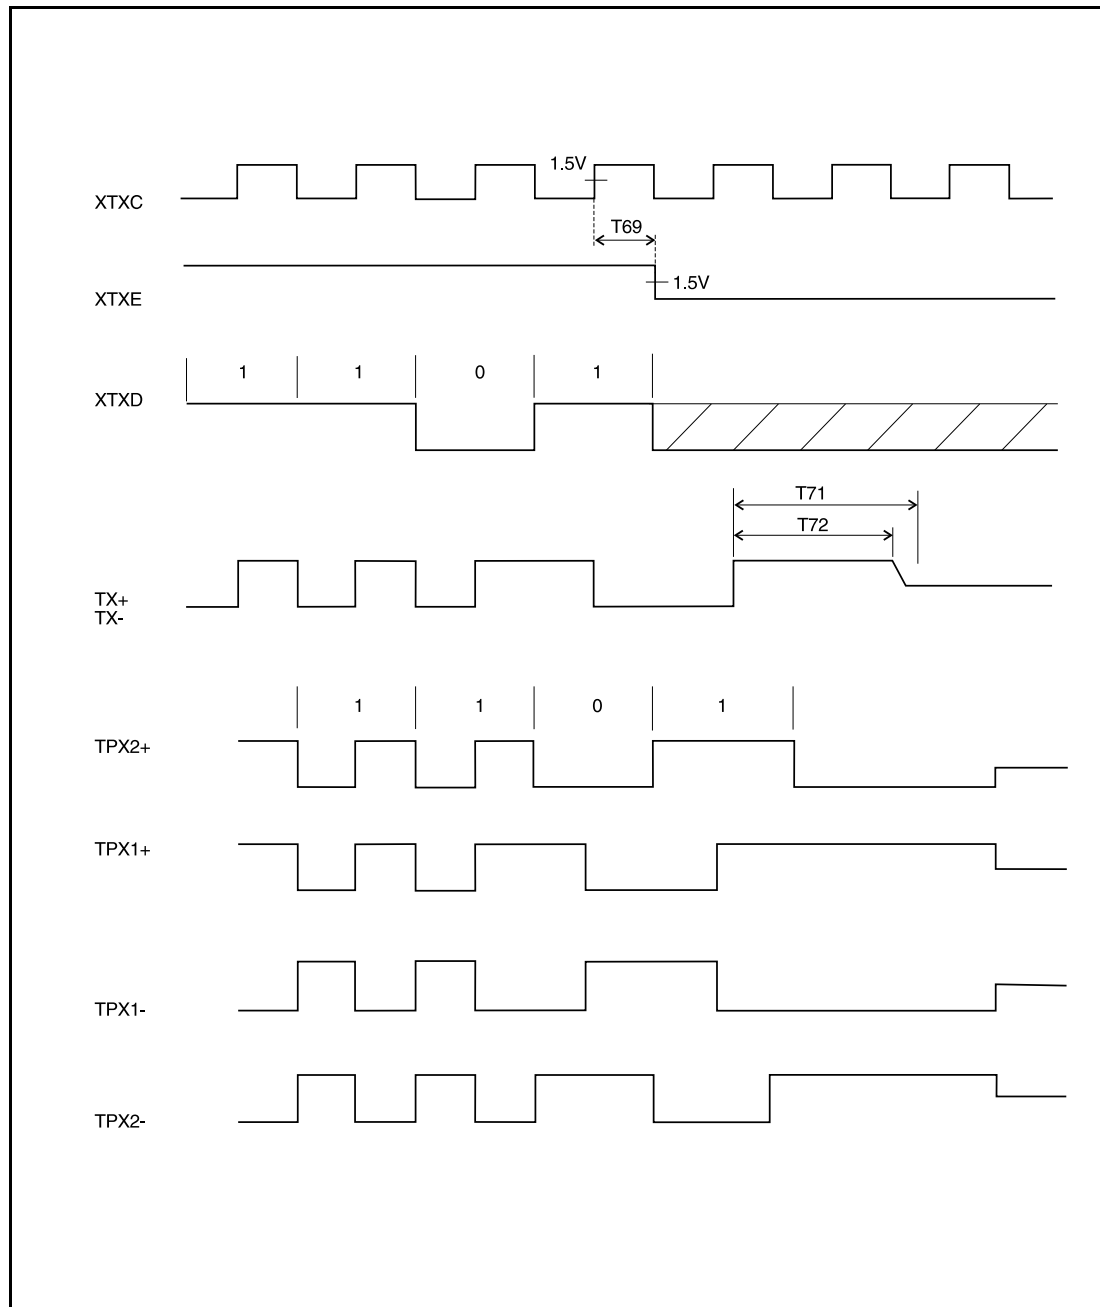 1.5V
XTXC
T69
1.5V
XTXE
1 1 0 1
XTXD
T71
T72
TX+
TX-
1 1 0 1
TPX2+
TPX1+
TPX1-
TPX2-